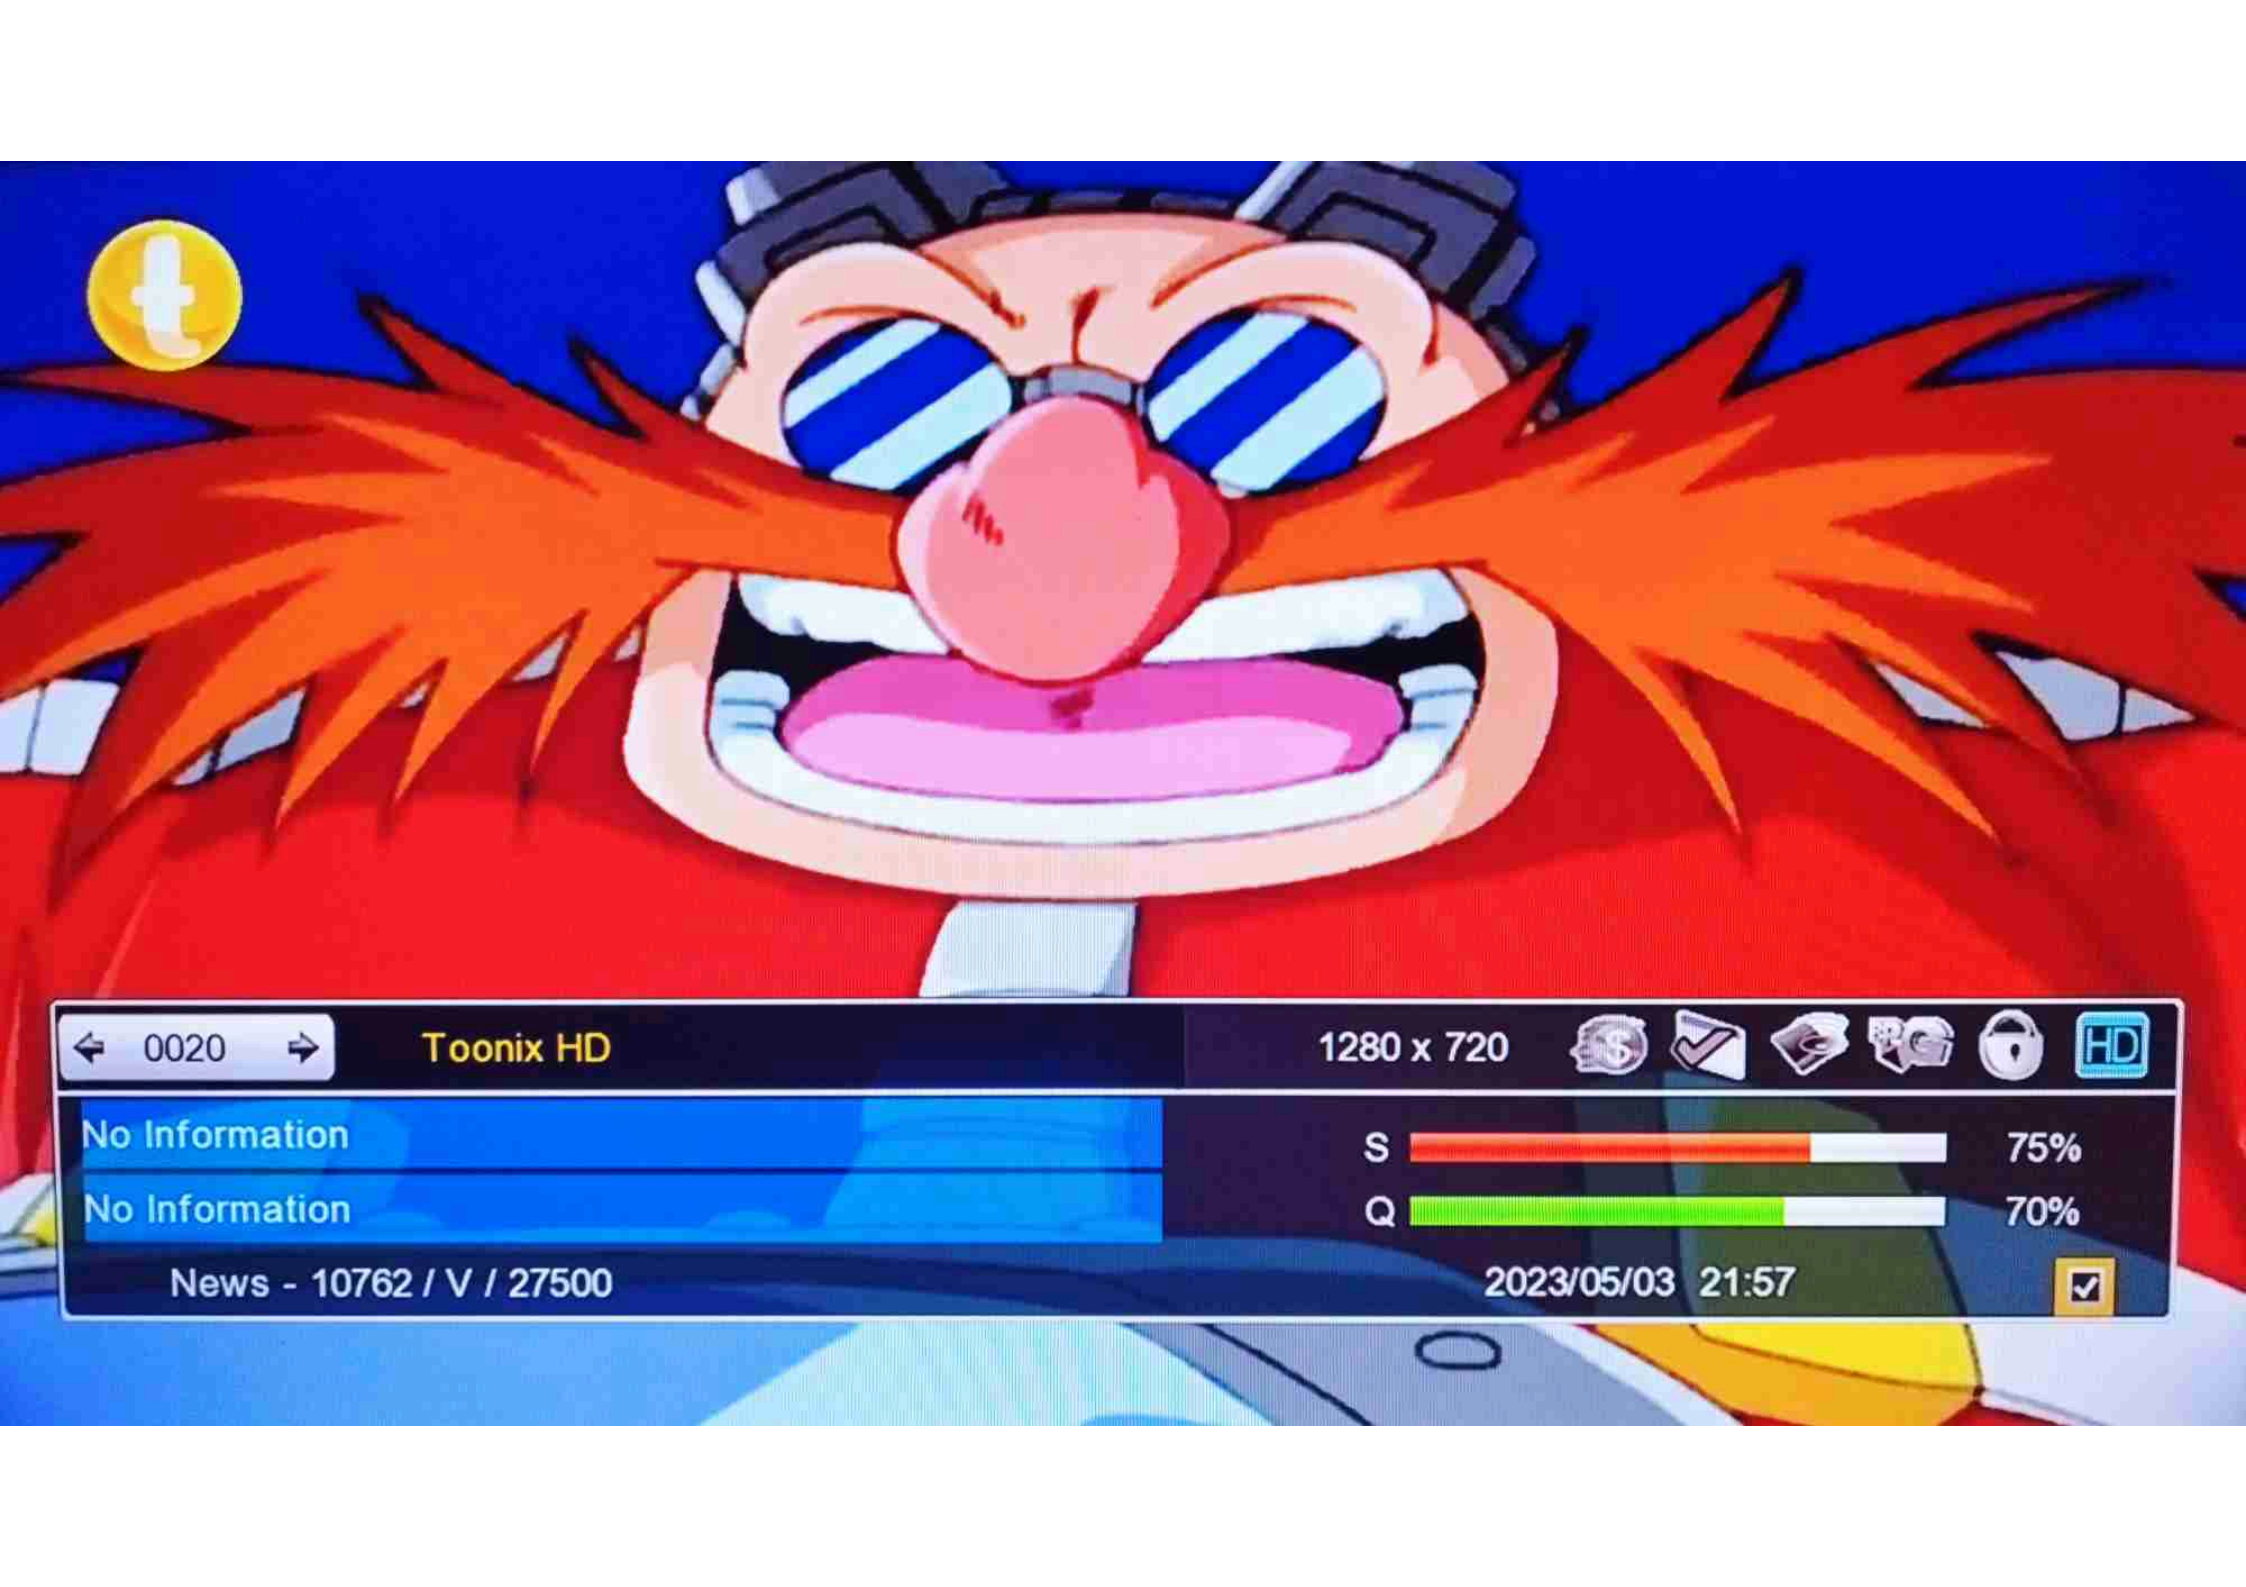 t
0020 Toonix HD 1280 x 720 $ HD
No Information
No Information
S 75%
Q 70%
News - 10762 / V / 27500 2023/05/03 21:57